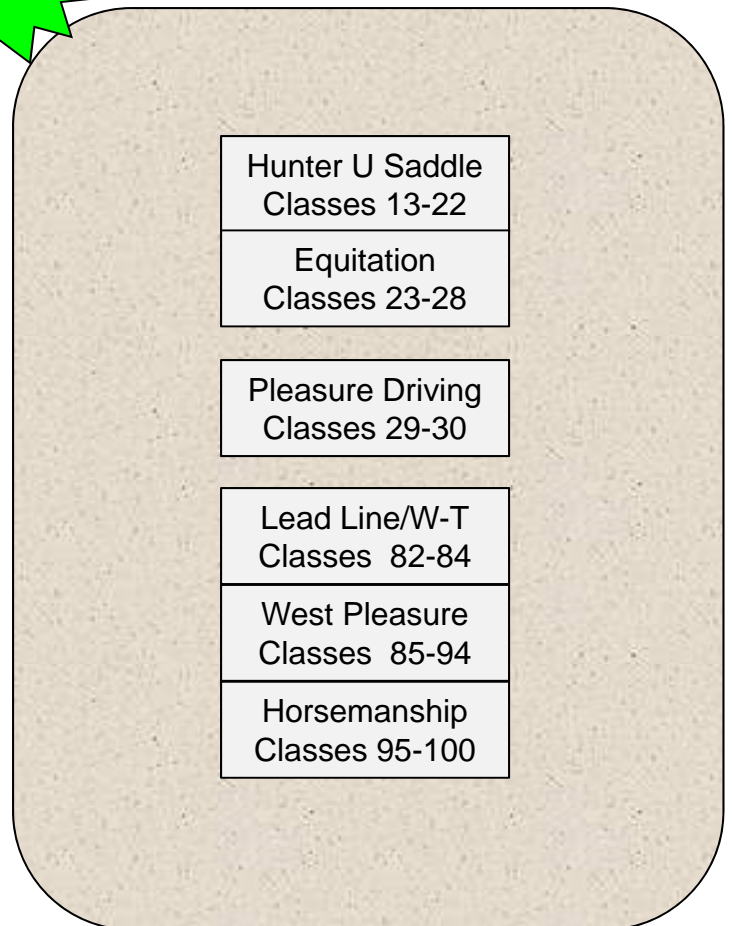 Hunter U Saddle
Classes 13-22
Equitation
Classes 23-28
Pleasure Driving
Classes 29-30
Lead Line/W-T
Classes  82-84
West Pleasure
Classes  85-94
Horsemanship
Classes 95-100